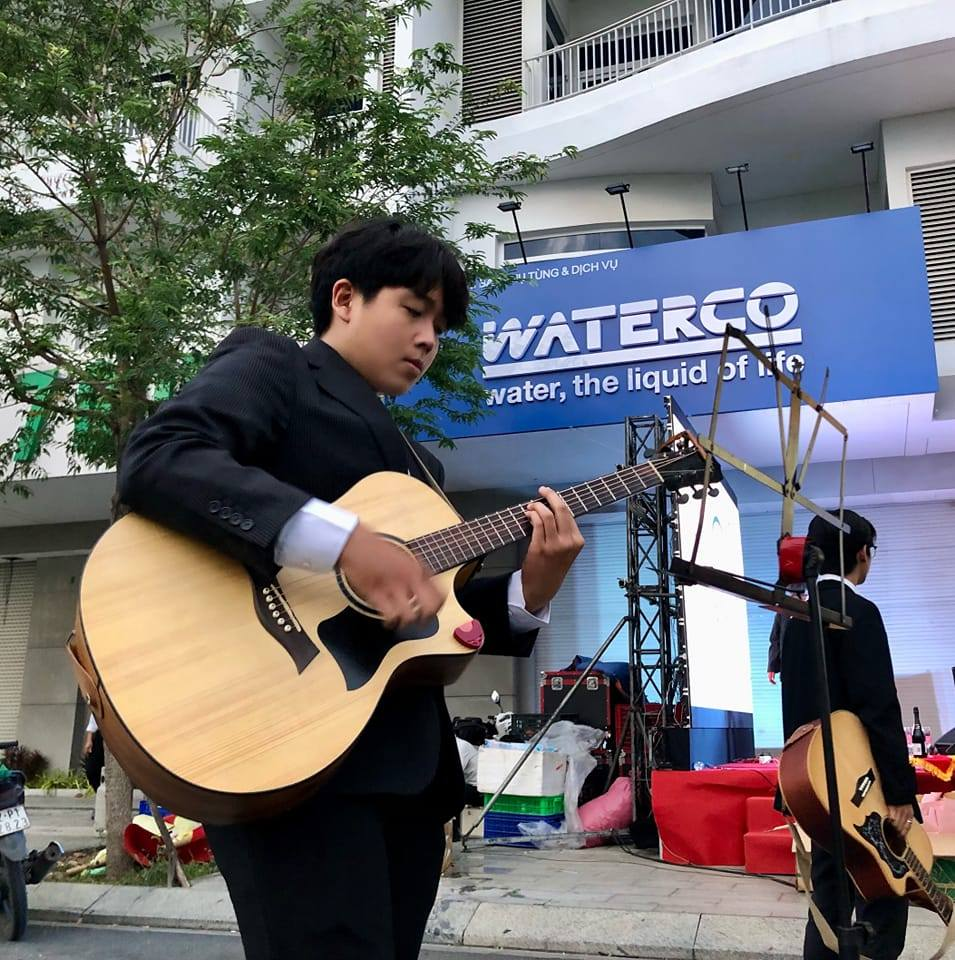 TÙNG & DỊCH VỤ
WATERCO
water, the liquid of life